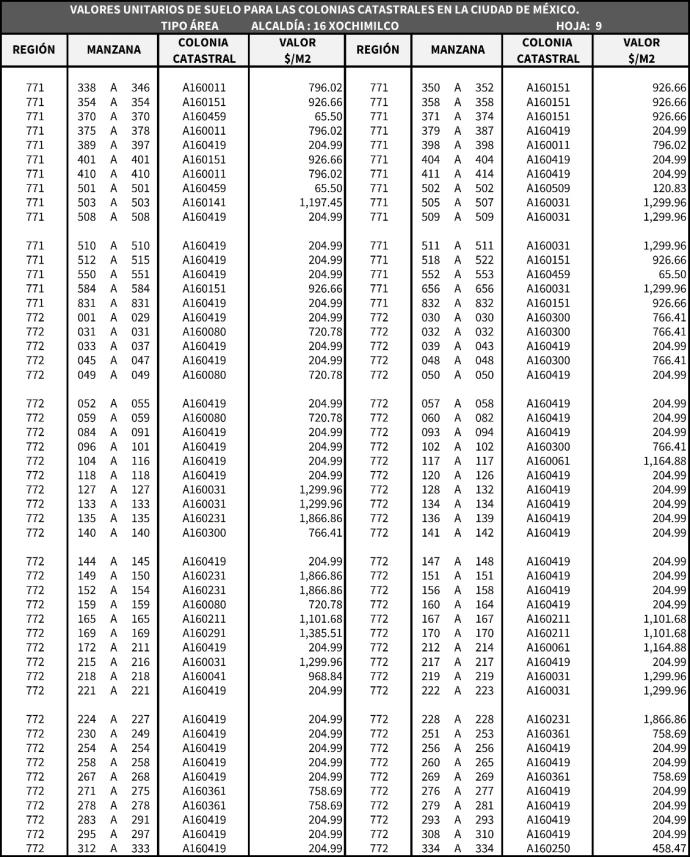 VALORES UNITARIOS DE SUELO PARA LAS COLONIAS CATASTRALES EN LA CIUDAD DE MÉXICO.
TIPO ÁREA ALCALDÍA : 16 XOCHIMILCO HOJA: 9
REGIÓN MANZANA COLONIA CATASTRAL VALOR $/M2 REGIÓN MANZANA COLONIA CATASTRAL VALOR $/M2
771 338 A 346 A160011 796.02 771 350 A 352 A160151 926.66
771 354 A 354 A160151 926.66 771 358 A 358 A160151 926.66
771 370 A 370 A160459 65.50 771 371 A 374 A160151 926.66
771 375 A 378 A160011 796.02 771 379 A 387 A160419 204.99
771 389 A 397 A160419 204.99 771 398 A 398 A160011 796.02
771 401 A 401 A160151 926.66 771 404 A 404 A160419 204.99
771 410 A 410 A160011 796.02 771 411 A 414 A160419 204.99
771 501 A 501 A160459 65.50 771 502 A 502 A160509 120.83
771 503 A 503 A160141 1,197.45 771 505 A 507 A160031 1,299.96
771 508 A 508 A160419 204.99 771 509 A 509 A160031 1,299.96
771 510 A 510 A160419 204.99 771 511 A 511 A160031 1,299.96
771 512 A 515 A160419 204.99 771 518 A 522 A160151 926.66
771 550 A 551 A160419 204.99 771 552 A 553 A160459 65.50
771 584 A 584 A160151 926.66 771 656 A 656 A160031 1,299.96
771 831 A 831 A160419 204.99 771 832 A 832 A160151 926.66
772 001 A 029 A160419 204.99 772 030 A 030 A160300 766.41
772 031 A 031 A160080 720.78 772 032 A 032 A160300 766.41
772 033 A 037 A160419 204.99 772 039 A 043 A160419 204.99
772 045 A 047 A160419 204.99 772 048 A 048 A160300 766.41
772 049 A 049 A160080 720.78 772 050 A 050 A160419 204.99
772 052 A 055 A160419 204.99 772 057 A 058 A160419 204.99
772 059 A 059 A160080 720.78 772 060 A 082 A160419 204.99
772 084 A 091 A160419 204.99 772 093 A 094 A160419 204.99
772 096 A 101 A160419 204.99 772 102 A 102 A160300 766.41
772 104 A 116 A160419 204.99 772 117 A 117 A160061 1,164.88
772 118 A 118 A160419 204.99 772 120 A 126 A160419 204.99
772 127 A 127 A160031 1,299.96 772 128 A 132 A160419 204.99
772 133 A 133 A160031 1,299.96 772 134 A 134 A160419 204.99
772 135 A 135 A160231 1,866.86 772 136 A 139 A160419 204.99
772 140 A 140 A160300 766.41 772 141 A 142 A160419 204.99
772 144 A 145 A160419 204.99 772 147 A 148 A160419 204.99
772 149 A 150 A160231 1,866.86 772 151 A 151 A160419 204.99
772 152 A 154 A160231 1,866.86 772 156 A 158 A160419 204.99
772 159 A 159 A160080 720.78 772 160 A 164 A160419 204.99
772 165 A 165 A160211 1,101.68 772 167 A 167 A160211 1,101.68
772 169 A 169 A160291 1,385.51 772 170 A 170 A160211 1,101.68
772 172 A 211 A160419 204.99 772 212 A 214 A160061 1,164.88
772 215 A 216 A160031 1,299.96 772 217 A 217 A160419 204.99
772 218 A 218 A160041 968.84 772 219 A 219 A160031 1,299.96
772 221 A 221 A160419 204.99 772 222 A 223 A160031 1,299.96
772 224 A 227 A160419 204.99 772 228 A 228 A160231 1,866.86
772 230 A 249 A160419 204.99 772 251 A 253 A160361 758.69
772 254 A 254 A160419 204.99 772 256 A 256 A160419 204.99
772 258 A 258 A160419 204.99 772 260 A 265 A160419 204.99
772 267 A 268 A160419 204.99 772 269 A 269 A160361 758.69
772 271 A 275 A160361 758.69 772 276 A 277 A160419 204.99
772 278 A 278 A160361 758.69 772 279 A 281 A160419 204.99
772 283 A 291 A160419 204.99 772 293 A 293 A160419 204.99
772 295 A 297 A160419 204.99 772 308 A 310 A160419 204.99
772 312 A 333 A160419 204.99 772 334 A 334 A160250 458.47